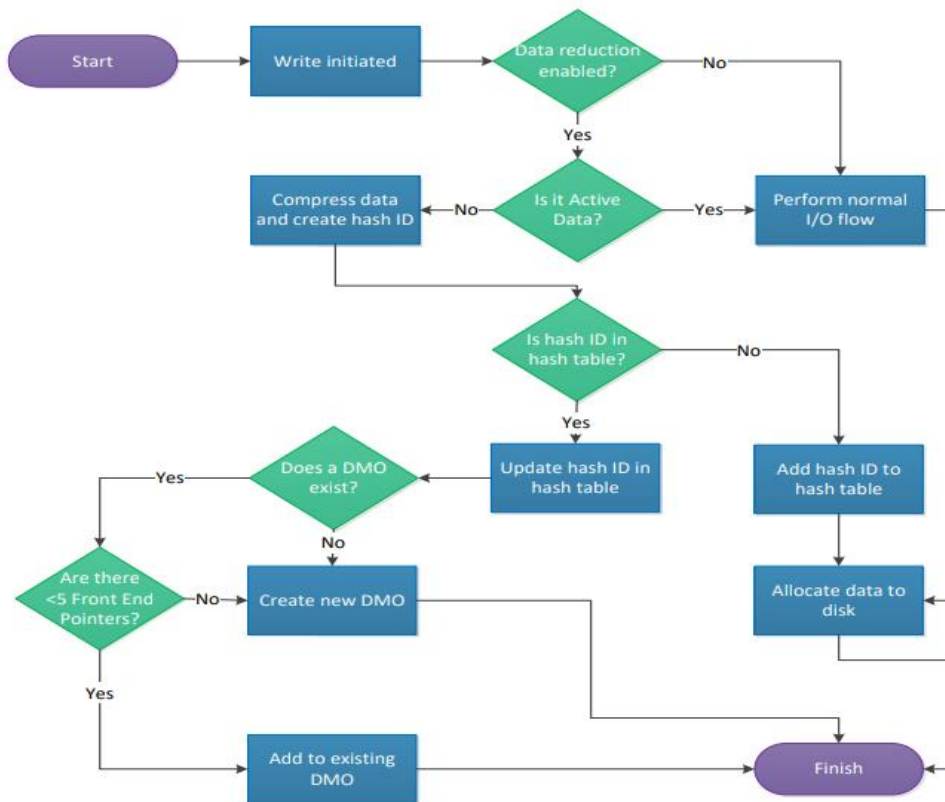 Start
Write initiated
Data reduction
enabled?
No
Yes
Compress data
and create hash ID
No
Is it Active
Data?
Yes
Perform normal
I/O flow
Is hash ID in
hash table?
No
Yes
Does a DMO
exist?
Yes
Update hash ID in
hash table
Add hash ID to
hash table
No
Are there
<5 Front End
Pointers?
No
Create new DMO
Allocate data to
disk
Yes
Add to existing
DMO
Finish